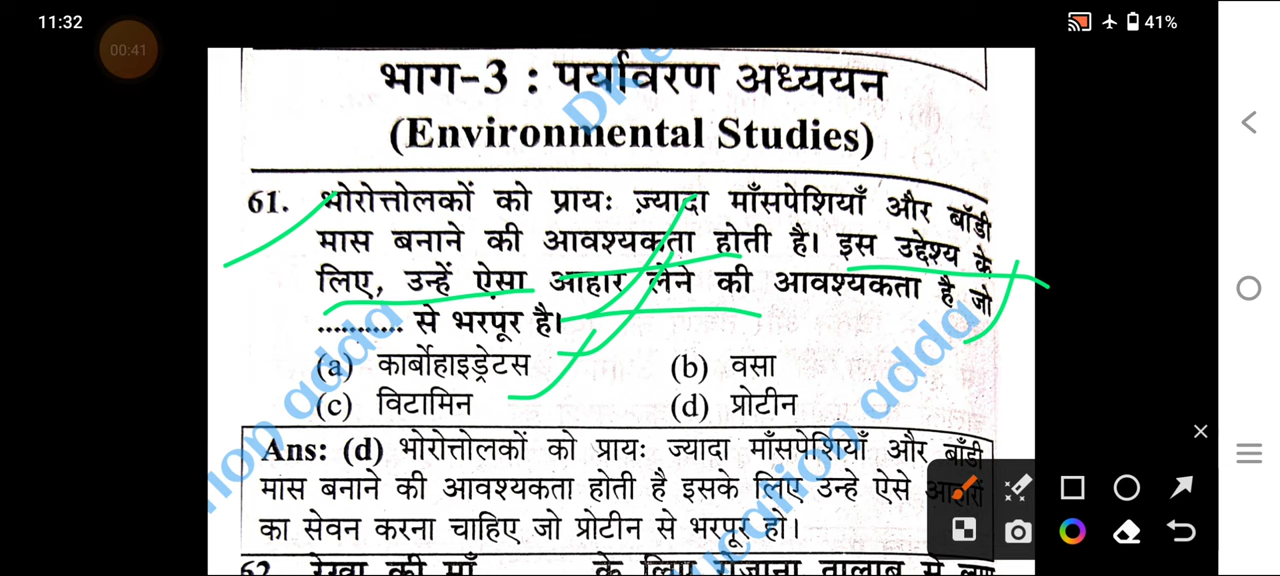 11:32
41%
00:41
भाग-3 : पर्यावरण अध्ययन
(Environmental Studies)
61. भोरोत्तोलकों को प्रायः ज़्यादा माँसपेशियाँ और बॉडी
मास बनाने की आवश्यकता होती है। इस उद्देश्य के
लिए, उन्हें ऐसा आहार लेने की आवश्यकता है जो
............ से भरपूर है।
(a) कार्बोहाइड्रेटस (b) वसा
(c) विटामिन (d) प्रोटीन
Ans: (d) भोरोत्तोलकों को प्रायः ज्यादा माँसपेशियाँ और बॉडी
मास बनाने की आवश्यकता होती है इसके लिए उन्हे ऐसे आहारों
का सेवन करना चाहिए जो प्रोटीन से भरपूर हो।
62. रेखा की माँ के लिए रोजाना तालाब से